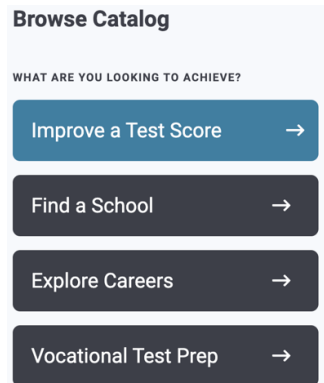 Browse Catalog
WHAT ARE YOU LOOKING TO ACHIEVE?
Improve a Test Score
Find a School
Explore Careers
Vocational Test Prep